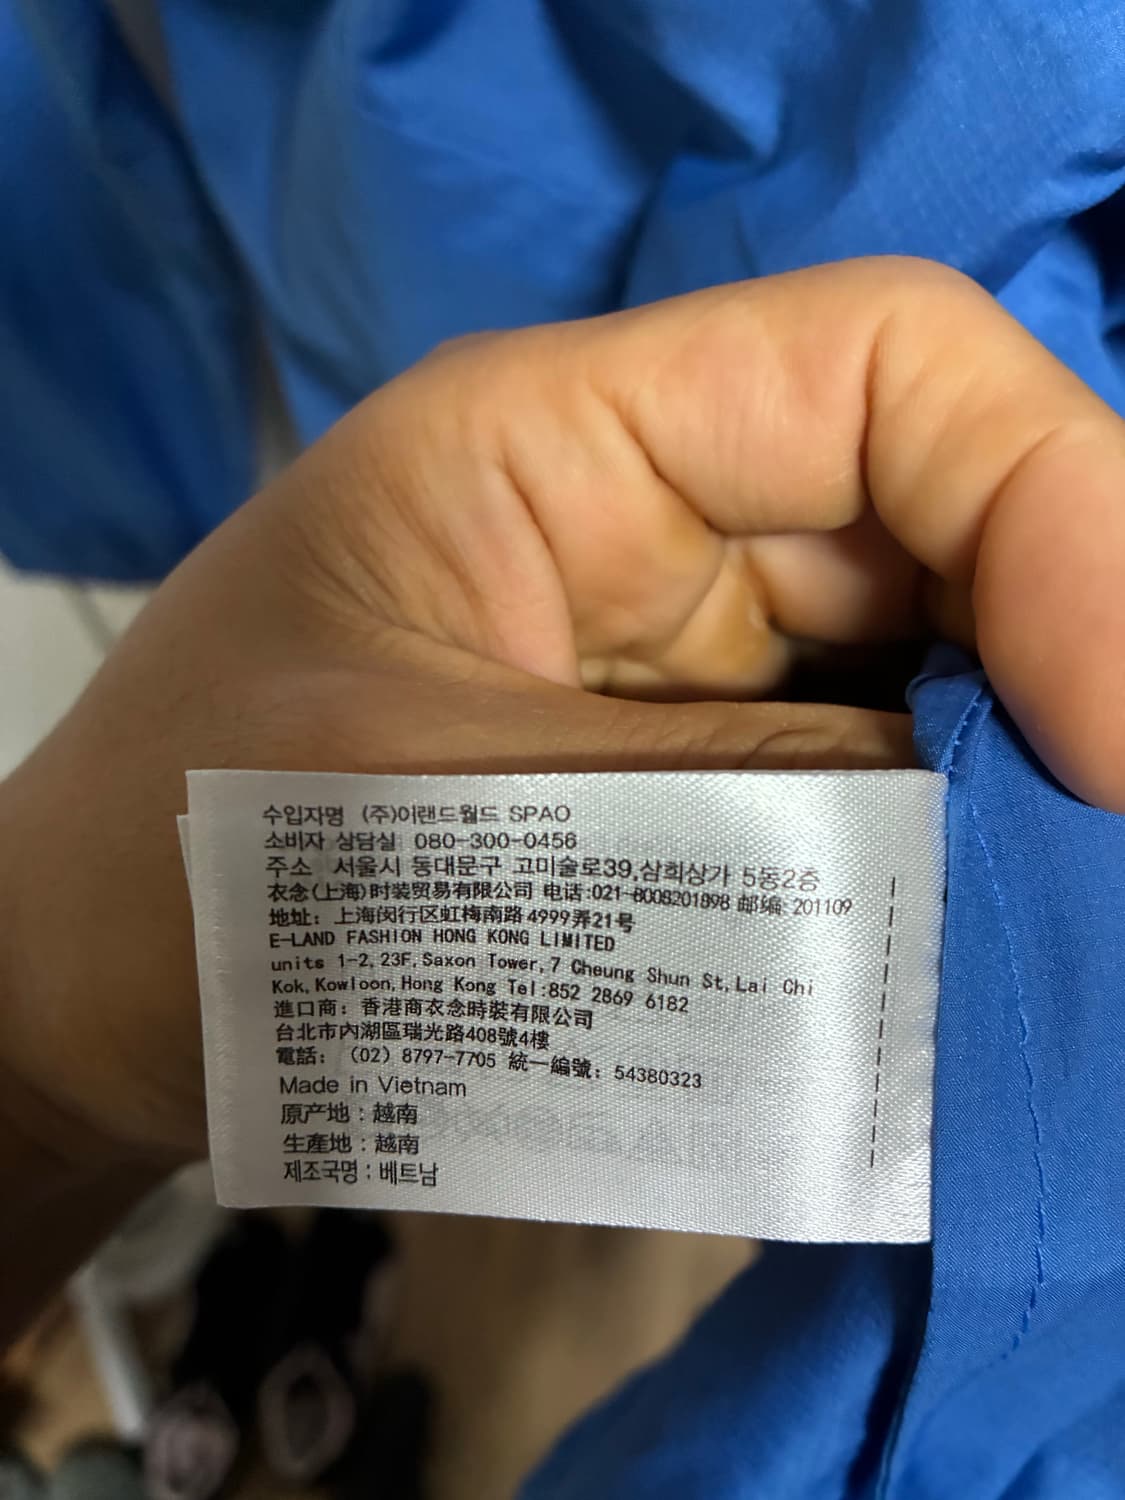 수입자명 (주)이랜드월드 SPAO
소비자 상담실 080-300-0456
주소 서울시 동대문구 고미술로39,삼희상가 5동2층
衣念(上海)时装贸易有限公司 电话:021-8008201898 邮编:201109
地址: 上海闵行区虹梅南路4999弄21号
E-LAND FASHION HONG KONG LIMITED
units 1-2,23F,Saxon Tower,7 Cheung Shun St,Lai Chi
Kok,Kowloon,Hong Kong Tel:852 2869 6182
進口商: 香港商衣念時裝有限公司
台北市內湖區瑞光路408號4樓
電話: (02) 8797-7705 統一編號: 54380323
Made in Vietnam
原产地:越南
生產地:越南
제조국명:베트남